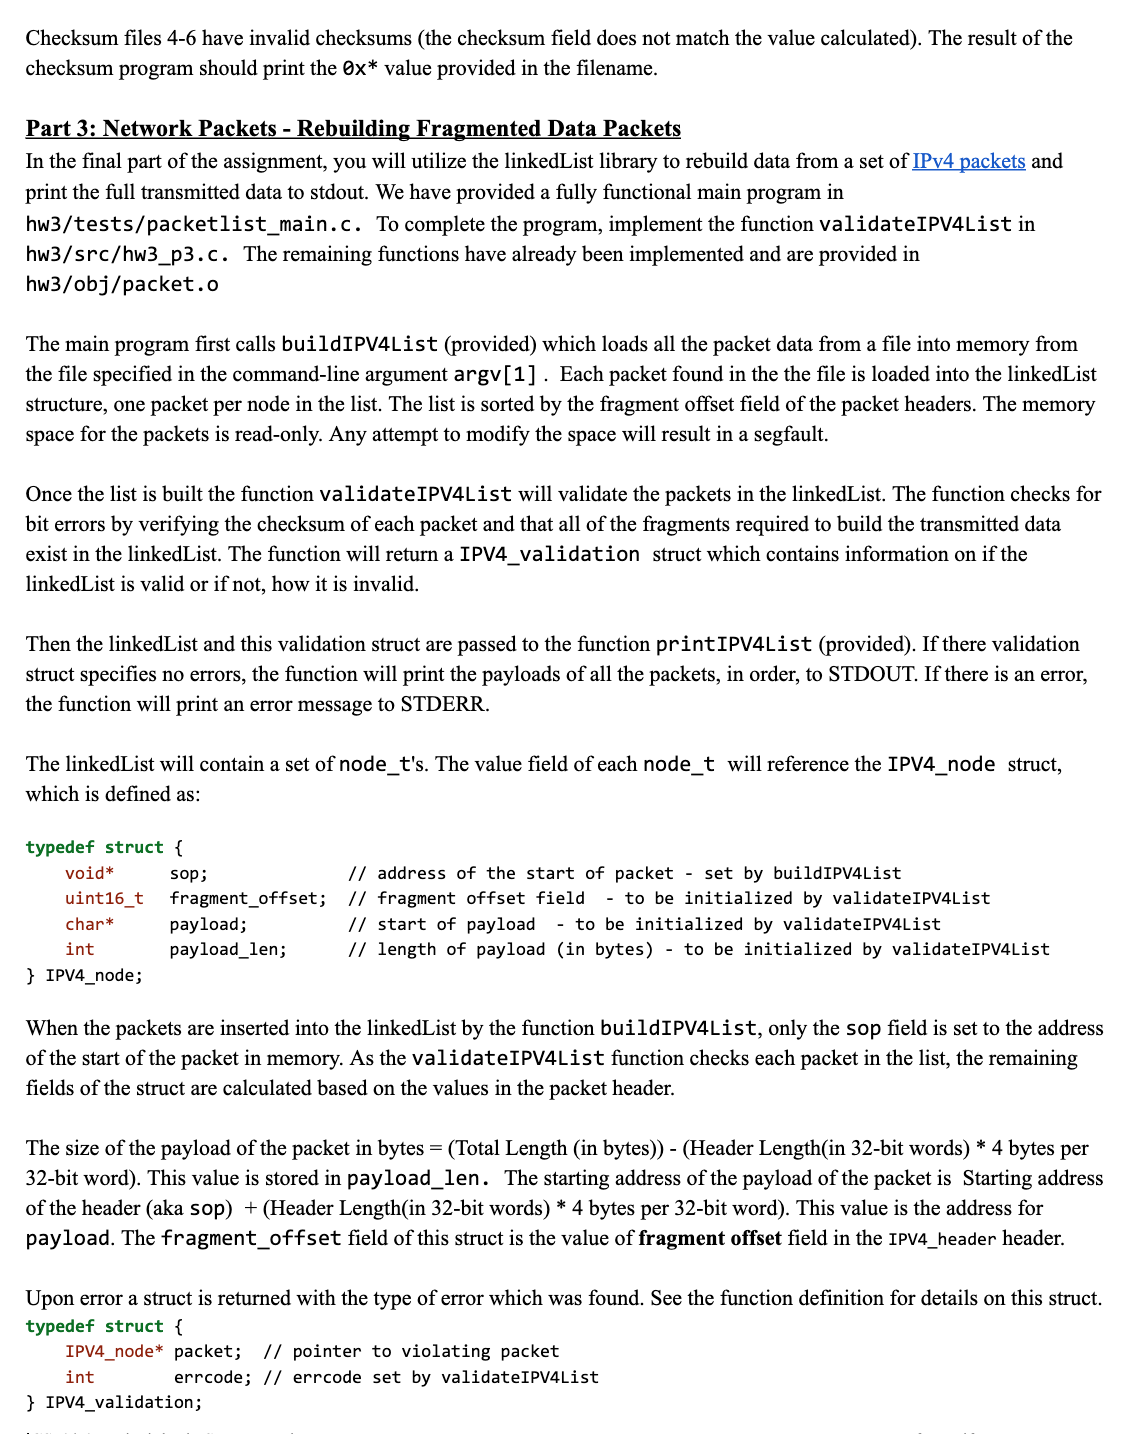 Checksum files 4-6 have invalid checksums (the checksum field does not match the value calculated). The result of the
checksum program should print the 0x* value provided in the filename.
Part 3: Network Packets - Rebuilding Fragmented Data Packets
In the final part of the assignment, you will utilize the linkedList library to rebuild data from a set of IPv4 packets and
print the full transmitted data to stdout. We have provided a fully functional main program in
hw3/tests/packetlist_main.c. To complete the program, implement the function validateIPV4List in
hw3/src/hw3_p3.c. The remaining functions have already been implemented and are provided in
hw3/obj/packet.o
The main program first calls buildIPV4List (provided) which loads all the packet data from a file into memory from
the file specified in the command-line argument argv[1]. Each packet found in the the file is loaded into the linkedList
structure, one packet per node in the list. The list is sorted by the fragment offset field of the packet headers. The memory
space for the packets is read-only. Any attempt to modify the space will result in a segfault.
Once the list is built the function validateIPV4List will validate the packets in the linkedList. The function checks for
bit errors by verifying the checksum of each packet and that all of the fragments required to build the transmitted data
exist in the linkedList. The function will return a IPV4_validation struct which contains information on if the
linkedList is valid or if not, how it is invalid.
Then the linkedList and this validation struct are passed to the function printIPV4List (provided). If there validation
struct specifies no errors, the function will print the payloads of all the packets, in order, to STDOUT. If there is an error,
the function will print an error message to STDERR.
The linkedList will contain a set of node_t's. The value field of each node_t will reference the IPV4_node struct,
which is defined as:
typedef struct {
void* sop; // address of the start of packet - set by buildIPV4List
uint16_t fragment_offset; // fragment offset field - to be initialized by validateIPV4List
char* payload; // start of payload - to be initialized by validateIPV4List
int payload_len; // length of payload (in bytes) - to be initialized by validateIPV4List
} IPV4_node;
When the packets are inserted into the linkedList by the function buildIPV4List, only the sop field is set to the address
of the start of the packet in memory. As the validateIPV4List function checks each packet in the list, the remaining
fields of the struct are calculated based on the values in the packet header.
The size of the payload of the packet in bytes = (Total Length (in bytes)) - (Header Length(in 32-bit words) * 4 bytes per
32-bit word). This value is stored in payload_len. The starting address of the payload of the packet is Starting address
of the header (aka sop) + (Header Length(in 32-bit words) * 4 bytes per 32-bit word). This value is the address for
payload. The fragment_offset field of this struct is the value of fragment offset field in the IPV4_header header.
Upon error a struct is returned with the type of error which was found. See the function definition for details on this struct.
typedef struct {
IPV4_node* packet; // pointer to violating packet
int errcode; // errcode set by validateIPV4List
} IPV4_validation;